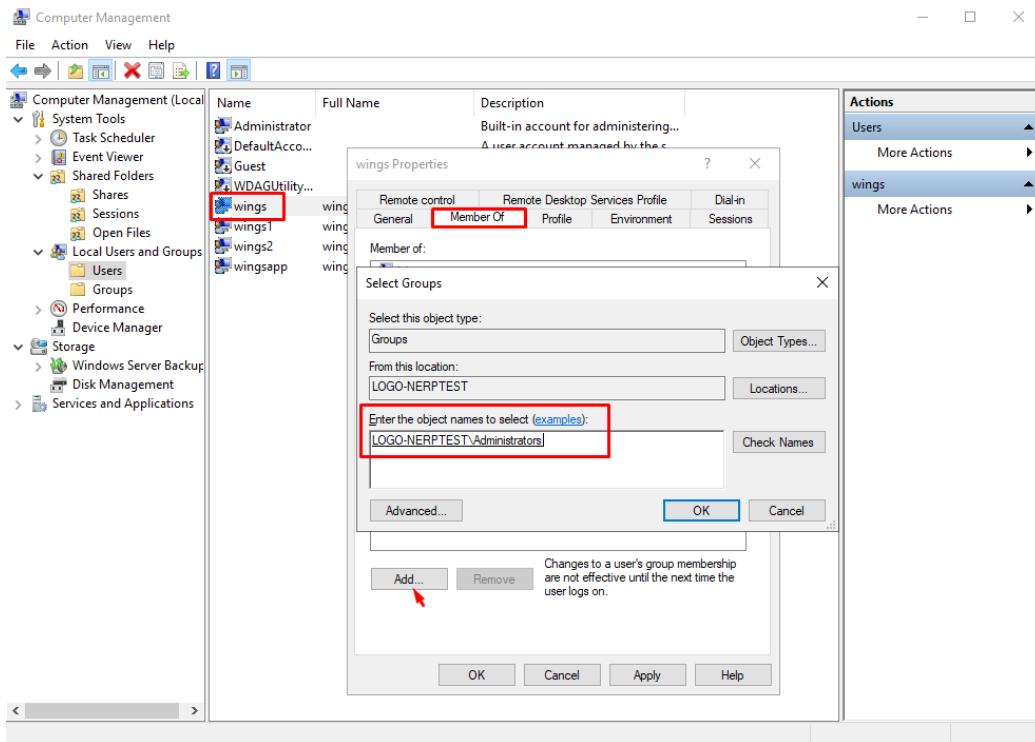 Computer Management
File Action View Help
Computer Management (Local
System Tools
Task Scheduler
Event Viewer
Shared Folders
Shares
Sessions
Open Files
Local Users and Groups
Users
Groups
Performance
Device Manager
Storage
Windows Server Backup
Disk Management
Services and Applications
Name Full Name Description
Administrator Built-in account for administering...
DefaultAcco... A user account managed by the s
Guest
WDAGUtility...
wings wing
wings1 wing
wings2 wing
wingsapp wing
wings Properties ?
Remote control Remote Desktop Services Profile Dial-in
General Member Of Profile Environment Sessions
Member of:
Select Groups
Select this object type:
Groups Object Types...
From this location:
LOGO-NERPTEST Locations...
Enter the object names to select (examples):
LOGO-NERPTEST\Administrators Check Names
Advanced... OK Cancel
Add... Remove
Changes to a user's group membership
are not effective until the next time the
user logs on.
OK Cancel Apply Help
Actions
Users
More Actions
wings
More Actions